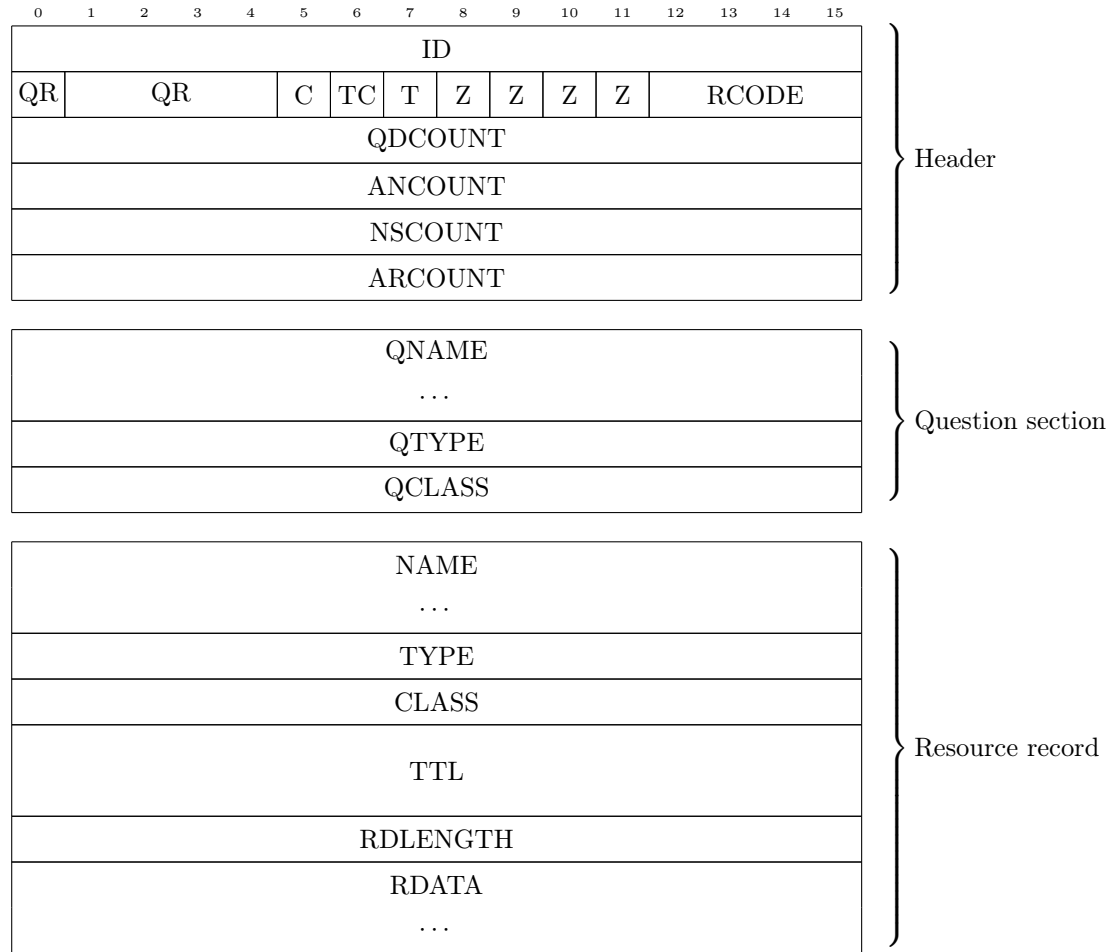 0 1 2 3 4 5 6 7 8 9 10 11 12 13 14 15
ID
QR QR C TC T Z Z Z Z RCODE
QDCOUNT
ANCOUNT
NSCOUNT
ARCOUNT
Header
QNAME
...
QTYPE
QCLASS
Question section
NAME
...
TYPE
CLASS
TTL
RDLENGTH
RDATA
...
Resource record